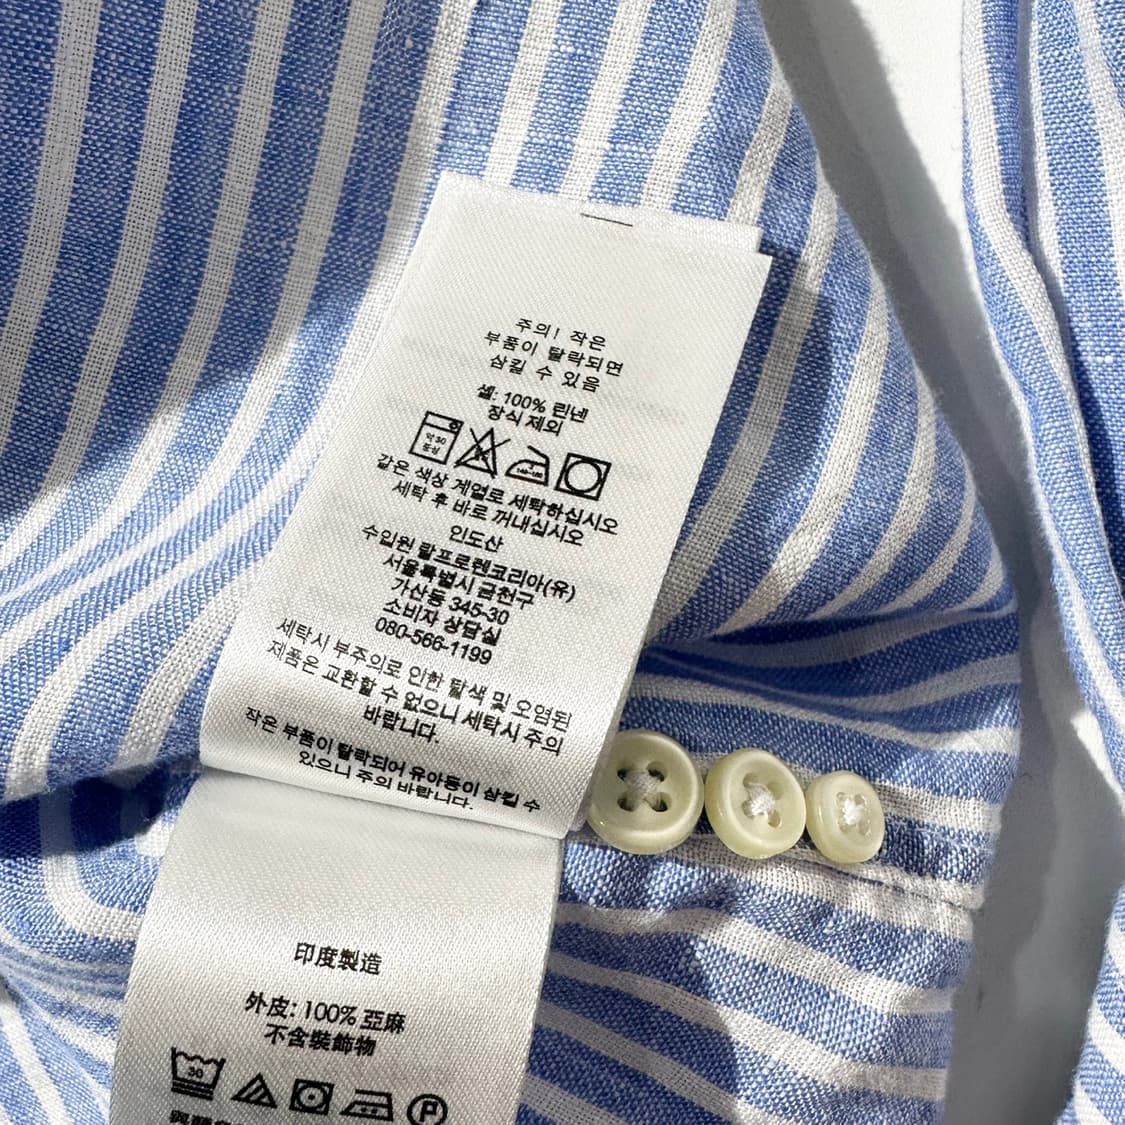 주의! 작은
부품이 탈락되면
삼킬 수 있음
셀: 100% 린넨
장식 제외
약 30
중성
같은 색상 계열로 세탁하십시오
세탁 후 바로 꺼내십시오
인도산
수입원 랄프로렌코리아(유)
서울특별시 금천구
가산동 345-30
소비자 상담실
080-566-1199
세탁시 부주의로 인한 탈색 및 오염된
제품은 교환할 수 없으니 세탁시 주의
바랍니다.
작은 부품이 탈락되어 유아등이 삼킬 수
있으니 주의 바랍니다.
印度製造
外皮: 100% 亞麻
不含裝飾物
30
P